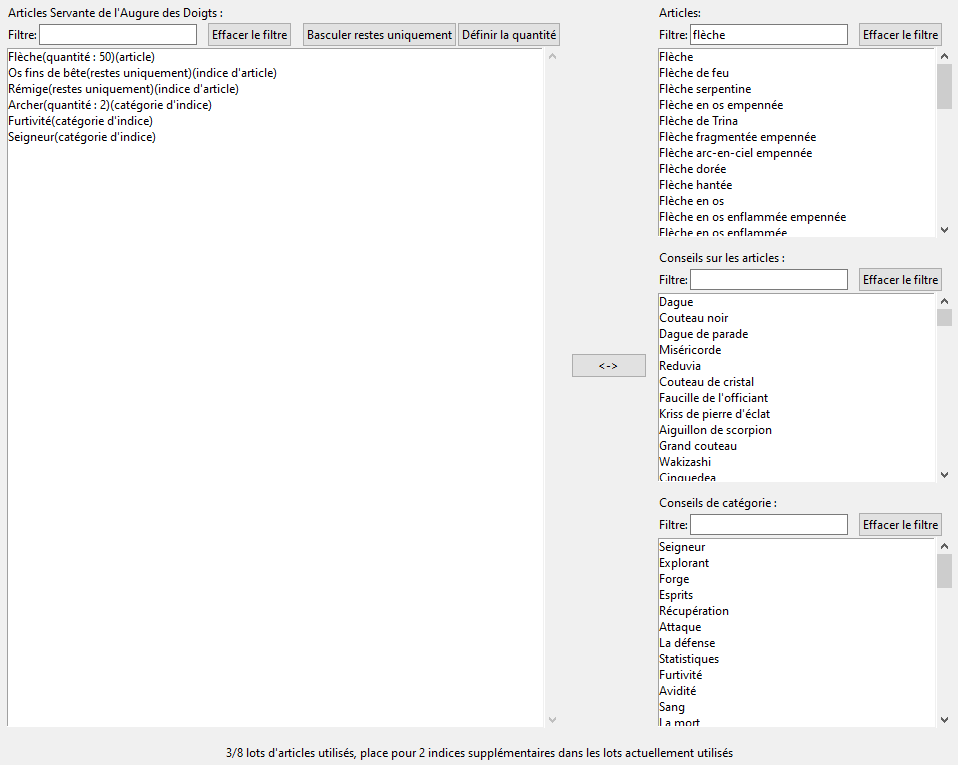 Articles Servante de l'Augure des Doigts :
Filtre:
Effacer le filtre
Basculer restes uniquement
Définir la quantité
Flèche(quantité : 50)(article)
Os fins de bête(restes uniquement)(indice d'article)
Rémige(restes uniquement)(indice d'article)
Archer(quantité : 2)(catégorie d'indice)
Furtivité(catégorie d'indice)
Seigneur(catégorie d'indice)
<->
Articles:
Filtre: flèche
Effacer le filtre
Flèche
Flèche de feu
Flèche serpentine
Flèche en os empennée
Flèche de Trina
Flèche fragmentée empennée
Flèche arc-en-ciel empennée
Flèche dorée
Flèche hantée
Flèche en os
Flèche en os enflammée empennée
Flèche en os enflammée
Conseils sur les articles :
Filtre:
Effacer le filtre
Dague
Couteau noir
Dague de parade
Miséricorde
Reduvia
Couteau de cristal
Faucille de l'officiant
Kriss de pierre d'éclat
Aiguillon de scorpion
Grand couteau
Wakizashi
Cinquedea
Conseils de catégorie :
Filtre:
Effacer le filtre
Seigneur
Explorant
Forge
Esprits
Récupération
Attaque
La défense
Statistiques
Furtivité
Avidité
Sang
La mort
3/8 lots d'articles utilisés, place pour 2 indices supplémentaires dans les lots actuellement utilisés